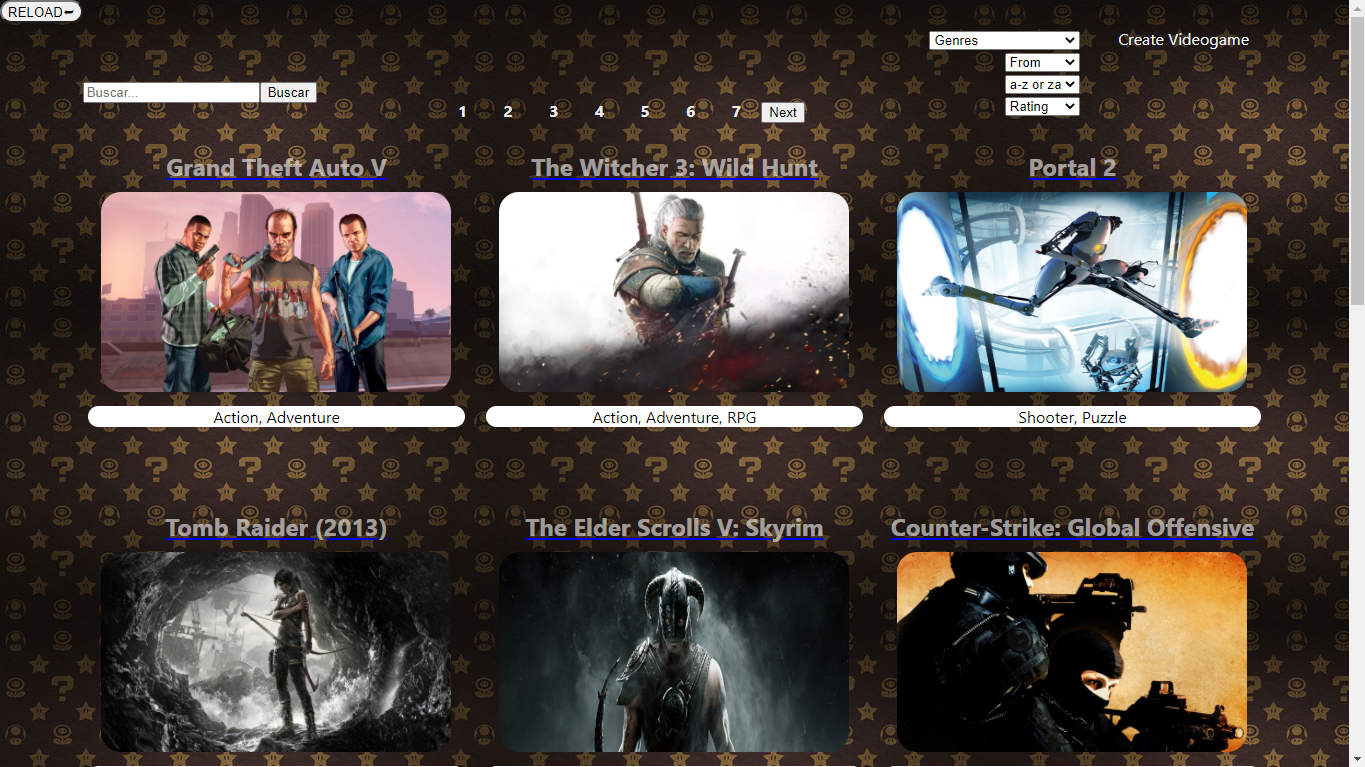 RELOAD⬅
Genres
Create Videogame
From
a-z or za
Buscar...
Buscar
Rating
1 2 3 4 5 6 7 Next
Grand Theft Auto V
The Witcher 3: Wild Hunt
Portal 2
Action, Adventure
Action, Adventure, RPG
Shooter, Puzzle
Tomb Raider (2013)
The Elder Scrolls V: Skyrim
Counter-Strike: Global Offensive